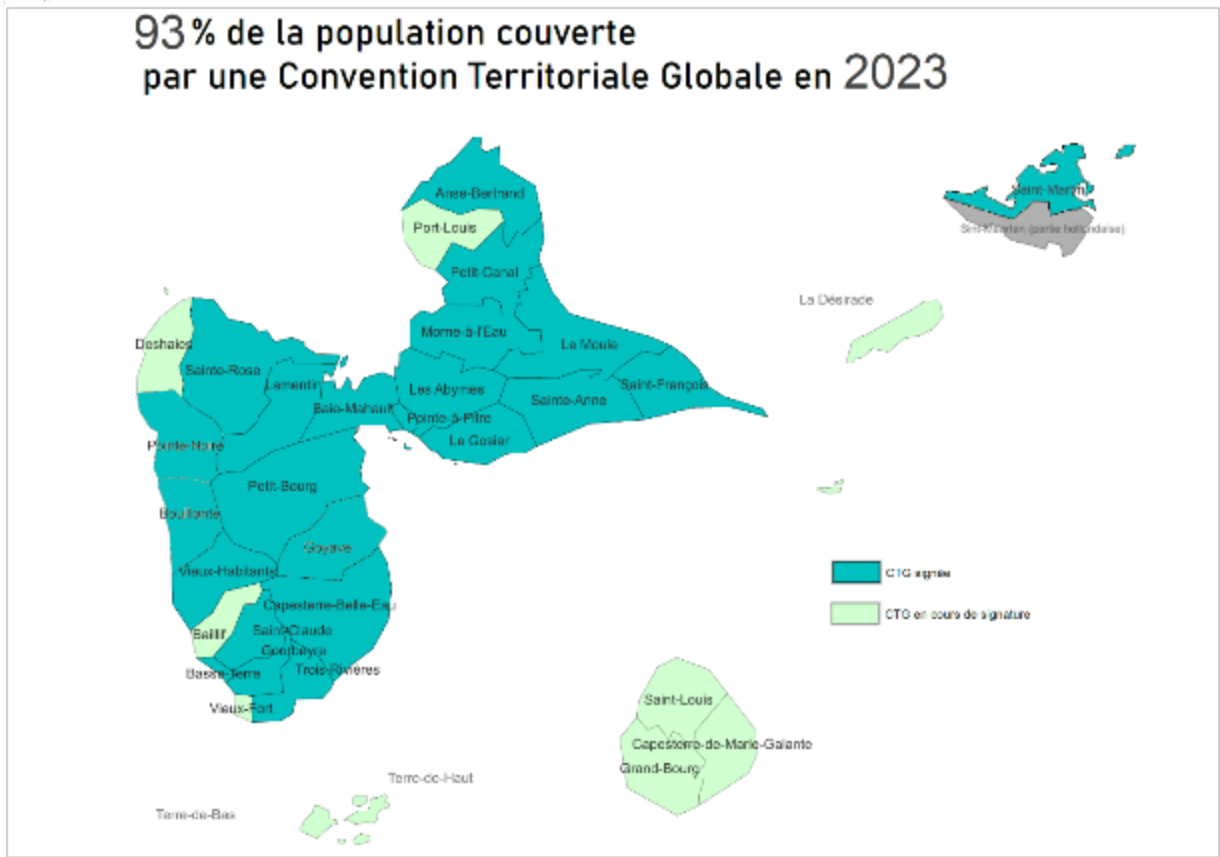 93% de la population couverte
par une Convention Territoriale Globale en 2023
Anse-Bertrand
Saint-Martin
Port-Louis
Sint-Maarten (partie hollandaise)
Petit-Canal
La Désirade
Morne-à-l'Eau
Deshaies
Le Moule
Sainte-Rose
Lamentin
Les Abymes
Saint-François
Sainte-Anne
Baie-Mahault
Pointe-à-Pitre
Pointe-Noire
Le Gosier
Petit-Bourg
Bouillante
Goyave
Vieux-Habitants
CTG signée
Capesterre-Belle-Eau
CTG en cours de signature
Saint-Claude
Baillif
Gourbeyre
Basse-Terre
Trois-Rivières
Saint-Louis
Vieux-Fort
Capesterre-de-Marie-Galante
Grand-Bourg
Terre-de-Haut
Terre-de-Bas